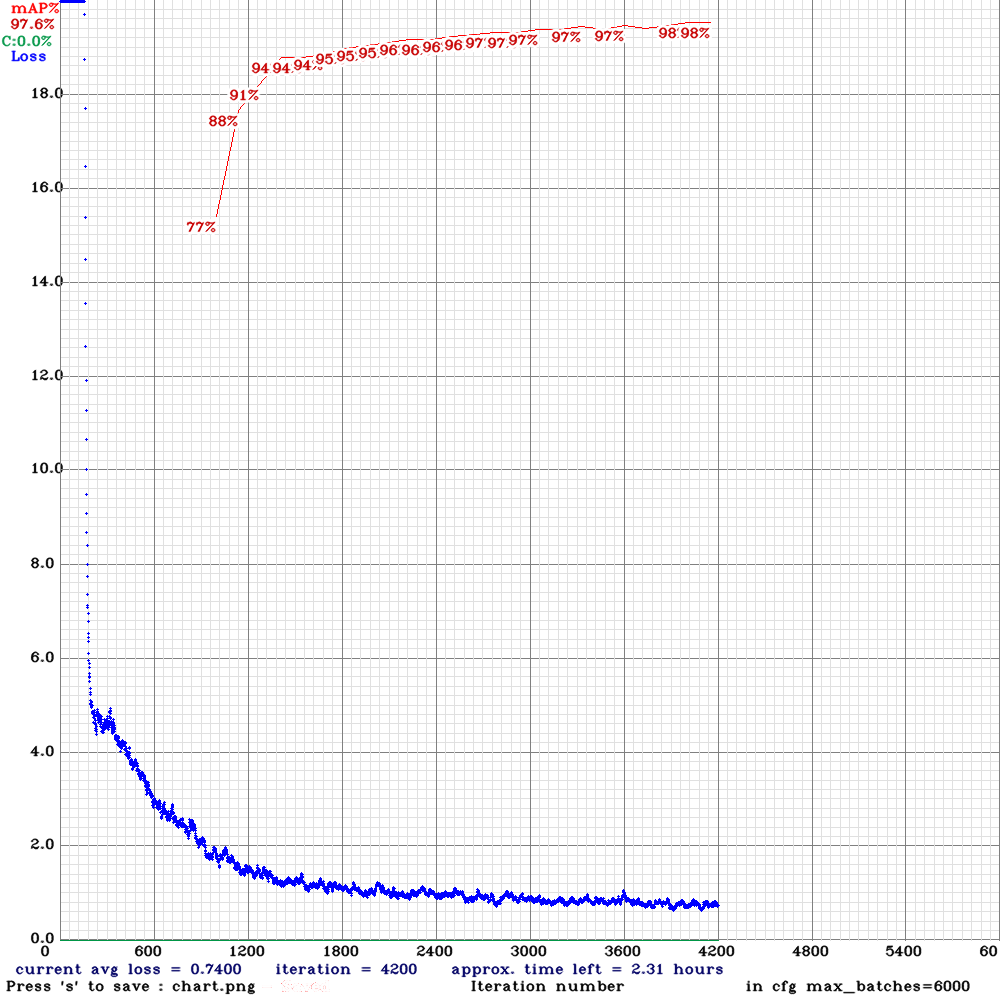 mAP%
97.6%
C:0.0%
Loss
18.0
16.0
14.0
12.0
10.0
8.0
6.0
4.0
2.0
0.0
77%
88%
91%
94 94 94% 95 95 95 96 96 96 96 97 97 97% 97% 97% 98 98%
600 1200 1800 2400 3000 3600 4200 4800 5400 60
current avg loss = 0.7400 iteration = 4200 approx. time left = 2.31 hours
Press 's' to save : chart.png Iteration number in cfg max_batches=6000